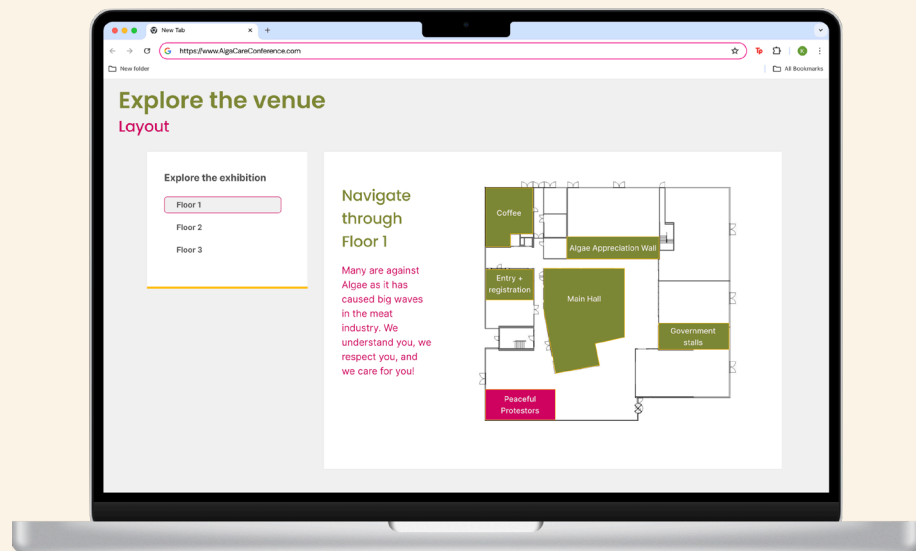 New Tab
https://www.AlgaCareConference.com
Tp
K
New folder
All Bookmarks
Explore the venue
Layout
Explore the exhibition
Floor 1
Floor 2
Floor 3
Navigate
through
Floor 1
Many are against
Algae as it has
caused big waves
in the meat
industry. We
understand you, we
respect you, and
we care for you!
Coffee
Algae Appreciation Wall
Entry +
registration
Main Hall
Government
stalls
Peaceful
Protestors